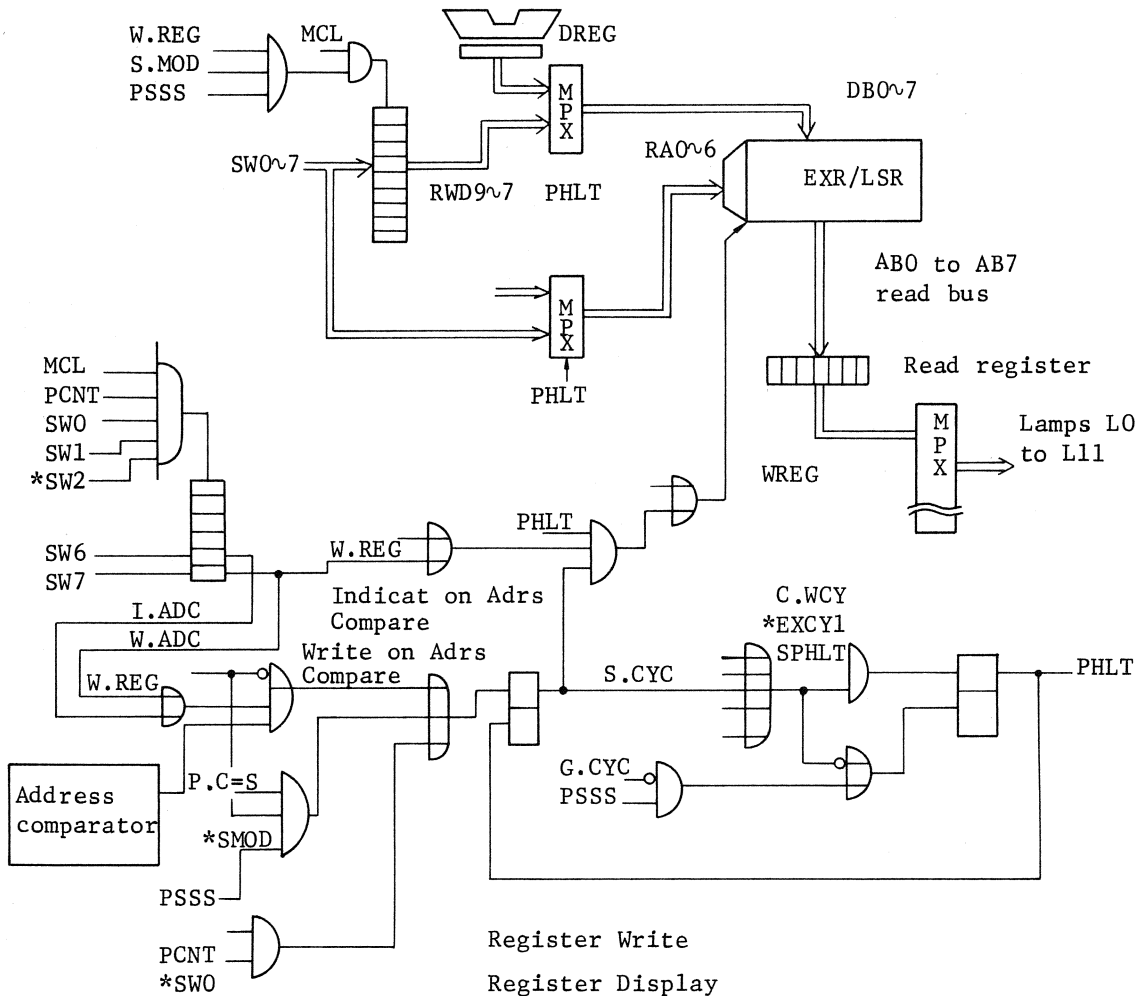 W.REG
S.MOD
PSSS
MCL
DREG
MPX
DB0~7
SW0~7
RWD9~7
PHLT
RA0~6
EXR/LSR
MPX
PHLT
AB0 to AB7
read bus
Read register
MPX
Lamps L0
to L11
MCL
PCNT
SW0
SW1
*SW2
SW6
SW7
W.REG
PHLT
WREG
I.ADC
W.ADC
Indicat on Adrs
Compare
Write on Adrs
Compare
W.REG
S.CYC
C.WCY
*EXCY1
SPHLT
PHLT
Address
comparator
P.C=S
*SMOD
PSSS
G.CYC
PSSS
PCNT
*SW0
Register Write
Register Display